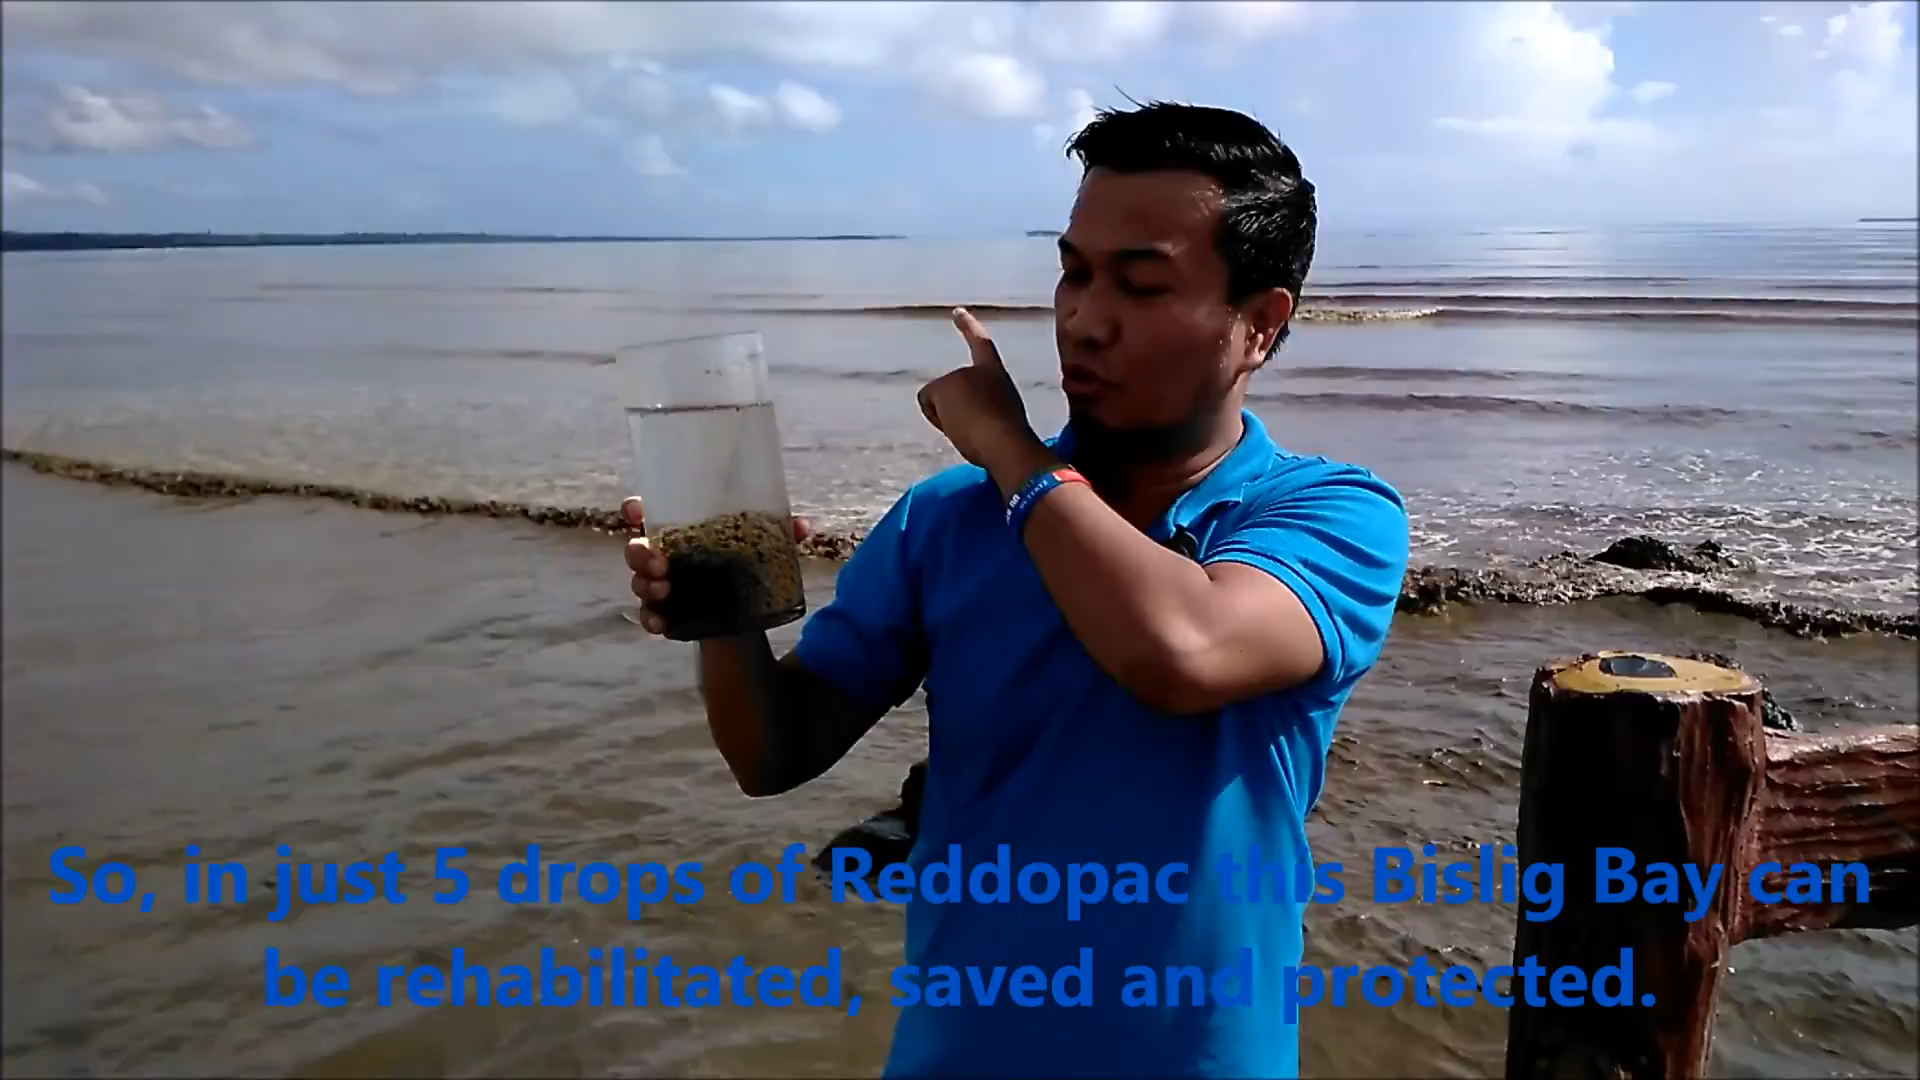 So, in just 5 drops of Reddopac this Bislig Bay can
be rehabilitated, saved and protected.